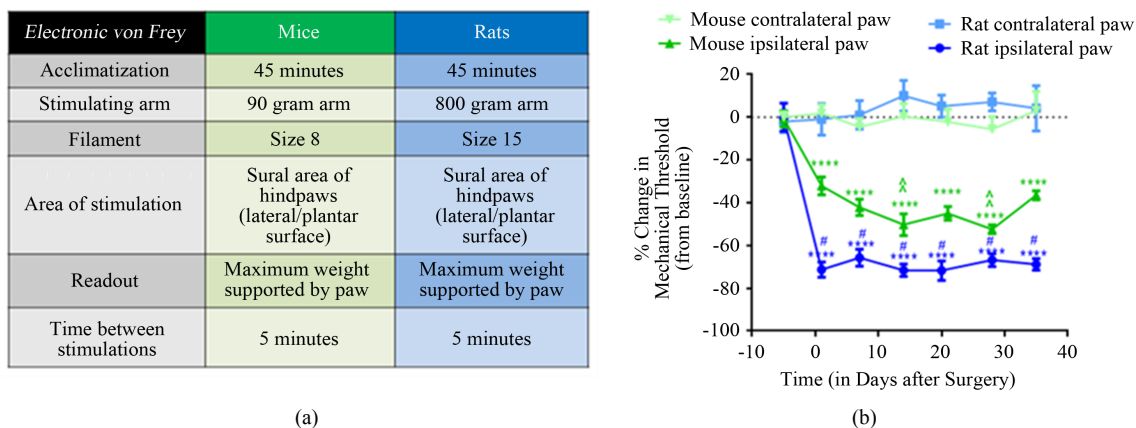 Electronic von Frey Mice Rats
Acclimatization 45 minutes 45 minutes
Stimulating arm 90 gram arm 800 gram arm
Filament Size 8 Size 15
Area of stimulation
Sural area of
hindpaws
(lateral/plantar
surface)
Sural area of
hindpaws
(lateral/plantar
surface)
Readout
Maximum weight
supported by paw
Maximum weight
supported by paw
Time between
stimulations
5 minutes 5 minutes
(a)
Mouse contralateral paw
Mouse ipsilateral paw
Rat contralateral paw
Rat ipsilateral paw
% Change in
Mechanical Threshold
(from baseline)
20
0
-20
-40
-60
-80
-100
****
****
^
^
****
****
^
^
****
****
#
****
#
****
#
****
#
****
#
****
#
****
-10 0 10 20 30 40
Time (in Days after Surgery)
(b)